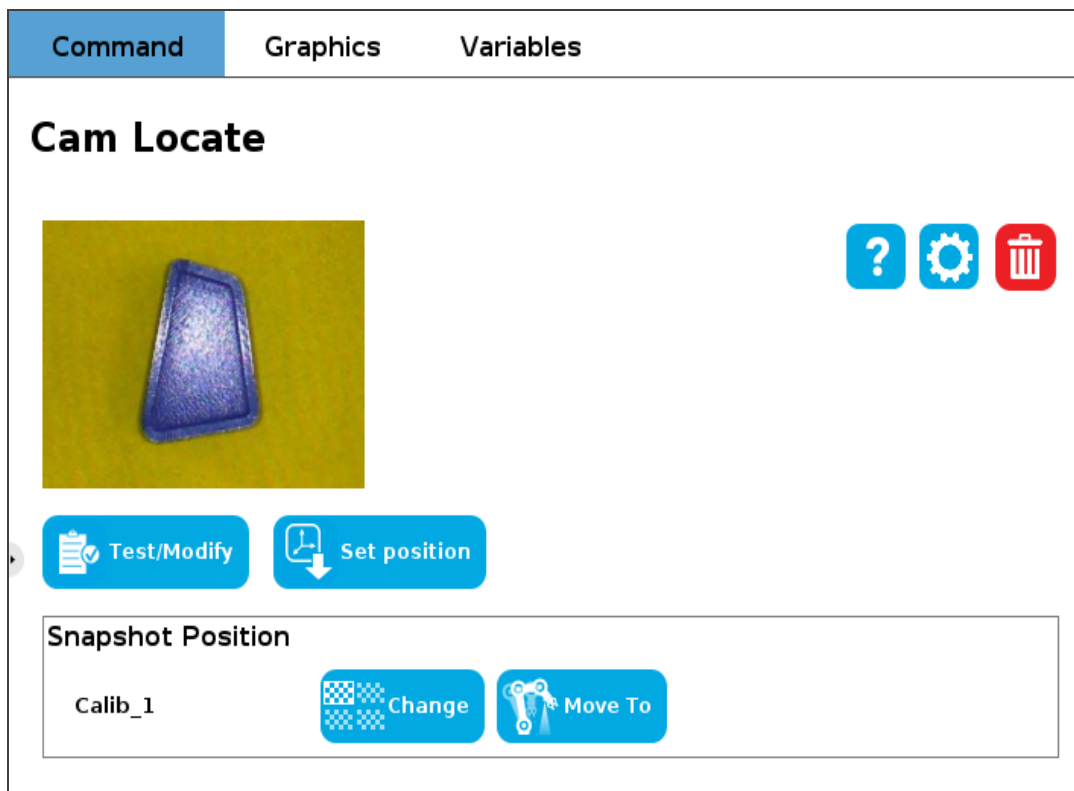 Command Graphics Variables
Cam Locate
?
Test/Modify Set position
Snapshot Position
Calib_1 Change Move To